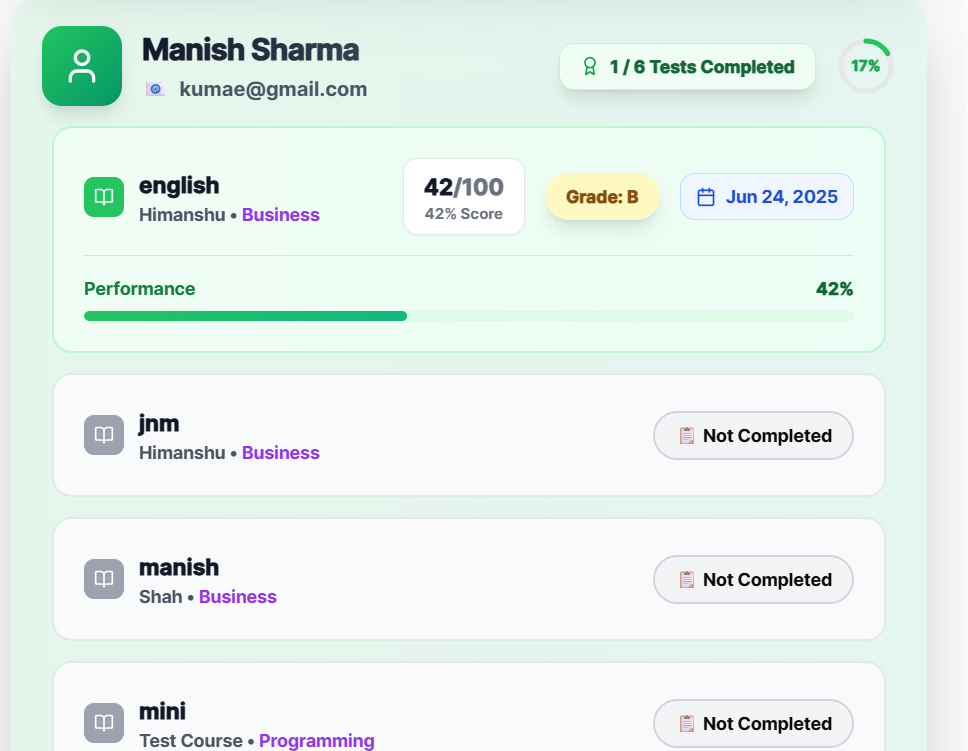 Manish Sharma
kumae@gmail.com
1 / 6 Tests Completed
17%
english
Himanshu • Business
42/100
42% Score
Grade: B
Jun 24, 2025
Performance
42%
jnm
Himanshu • Business
Not Completed
manish
Shah • Business
Not Completed
mini
Test Course • Programming
Not Completed